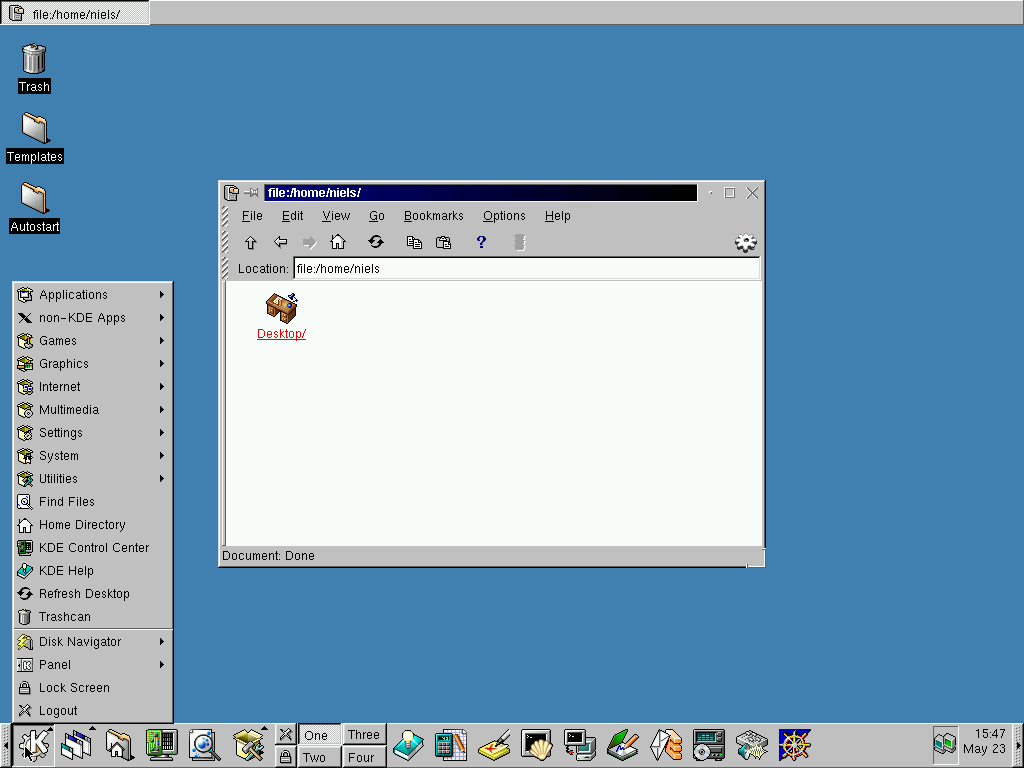 file:/home/niels/
Trash
Templates
Autostart
file:/home/niels/
File Edit View Go Bookmarks Options Help
?
Location: file:/home/niels
Desktop/
Document: Done
Applications
non-KDE Apps
Games
Graphics
Internet
Multimedia
Settings
System
Utilities
Find Files
Home Directory
KDE Control Center
KDE Help
Refresh Desktop
Trashcan
Disk Navigator
Panel
Lock Screen
Logout
One Three
Two Four
15:47
May 23